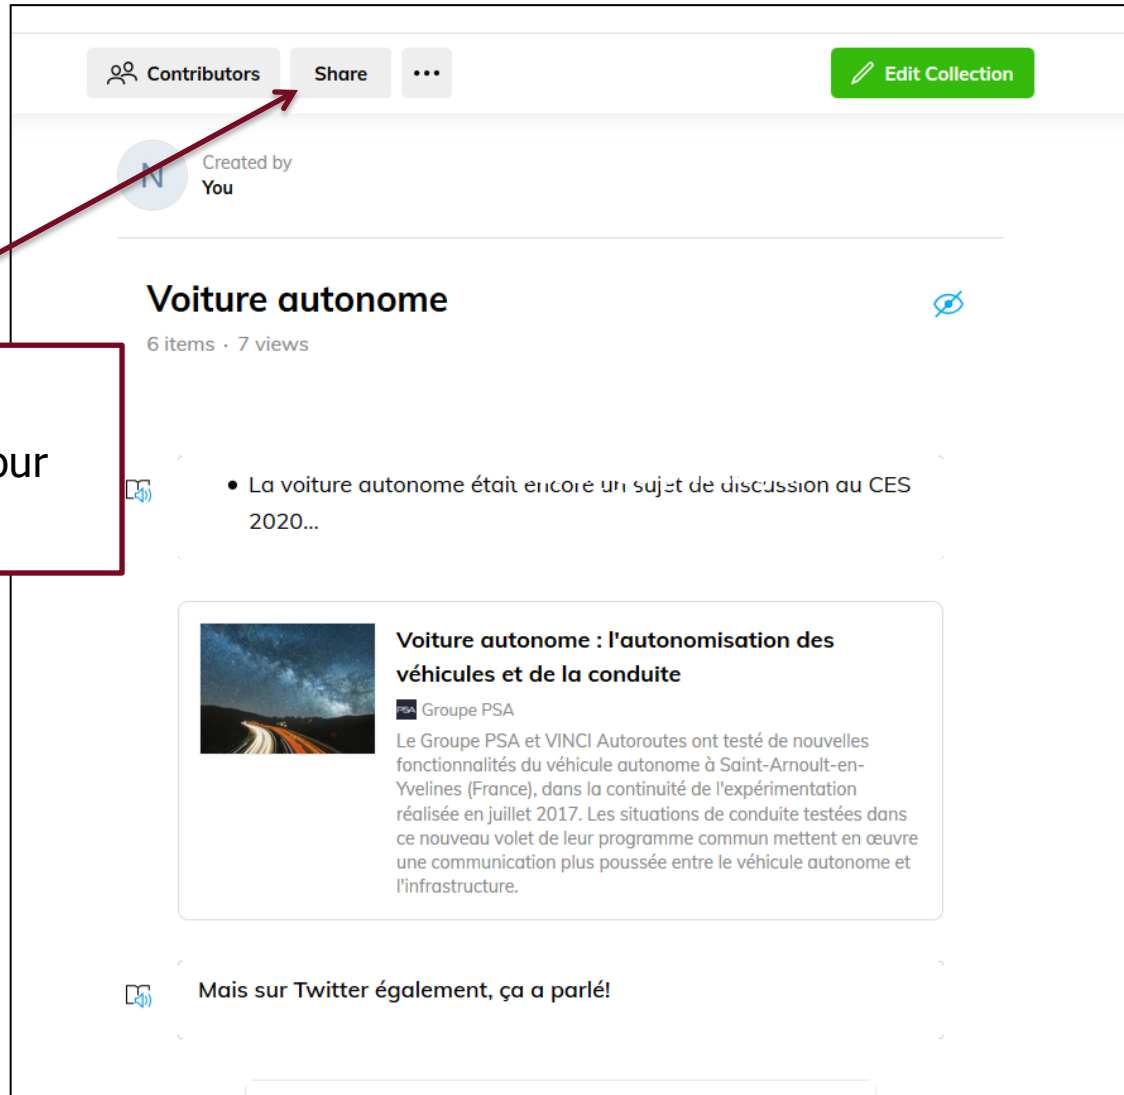 Contributors Share
Edit Collection
N
Created by
You
Voiture autonome
6 items · 7 views
our
• La voiture autonome était encore un sujet de discussion au CES
2020...
Voiture autonome : l'autonomisation des
véhicules et de la conduite
PSA Groupe PSA
Le Groupe PSA et VINCI Autoroutes ont testé de nouvelles
fonctionnalités du véhicule autonome à Saint-Arnoult-en-
Yvelines (France), dans la continuité de l'expérimentation
réalisée en juillet 2017. Les situations de conduite testées dans
ce nouveau volet de leur programme commun mettent en œuvre
une communication plus poussée entre le véhicule autonome et
l'infrastructure.
Mais sur Twitter également, ça a parlé!